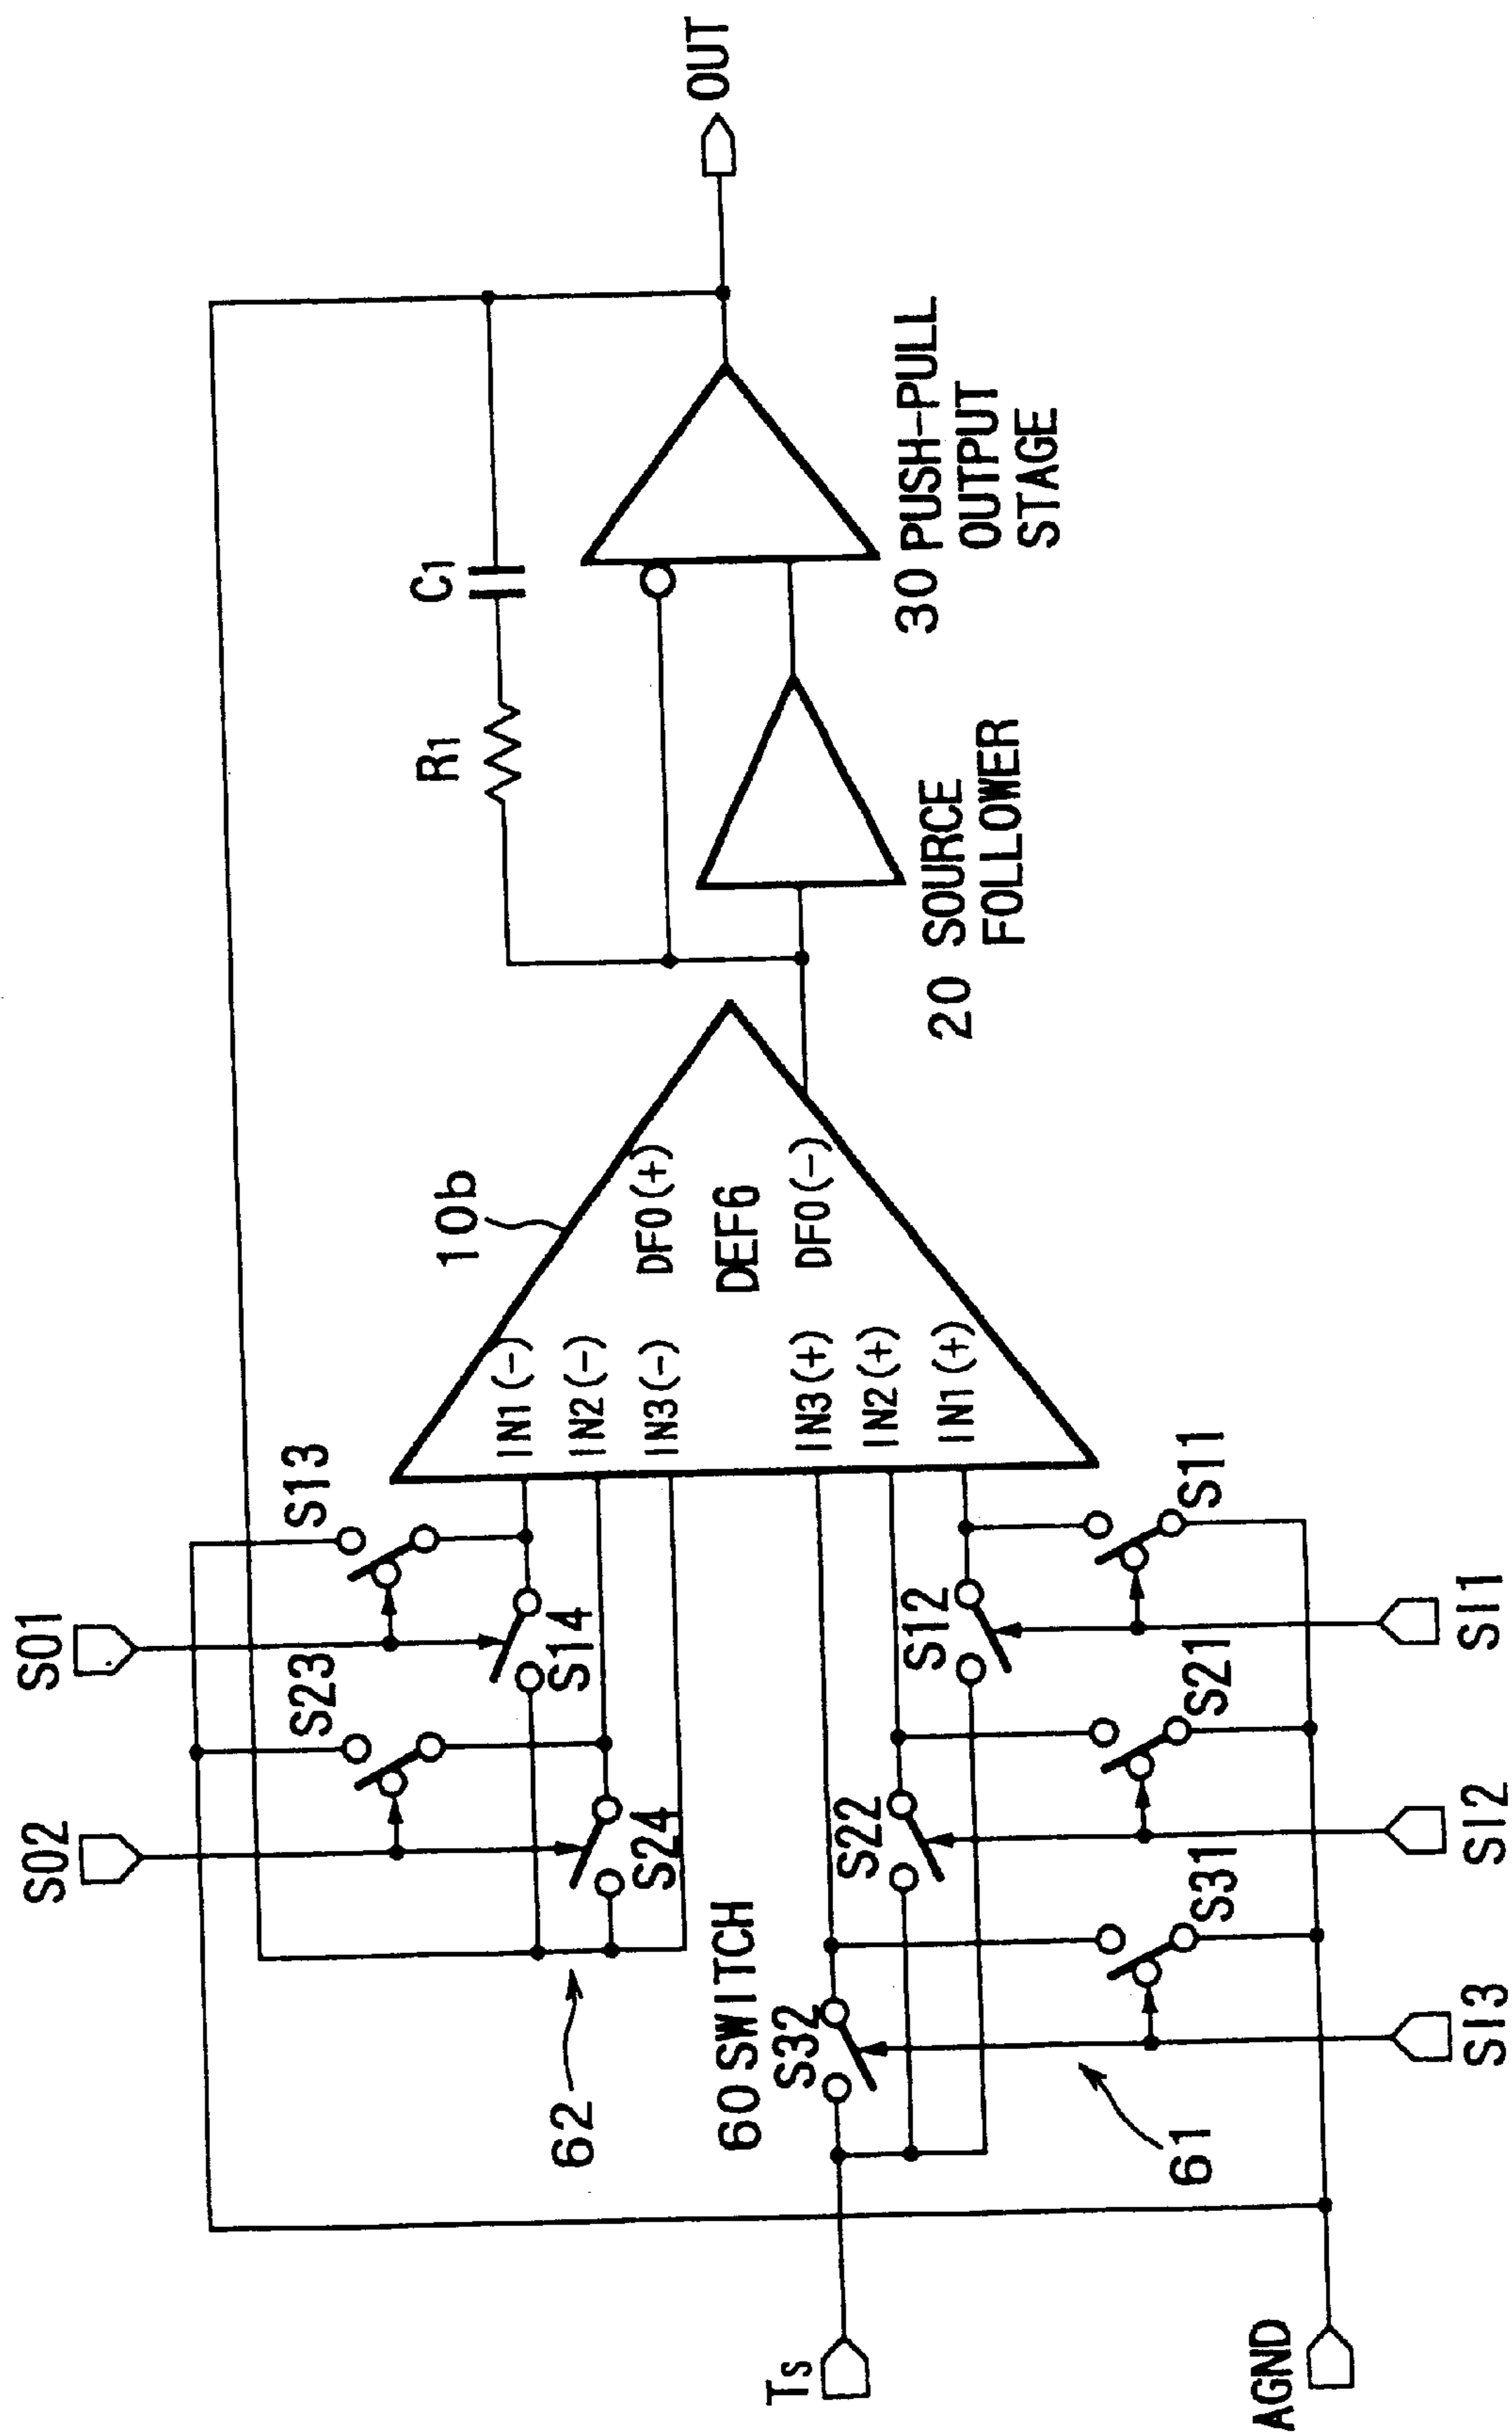 S01
S02
S13
S23
S14
S24
62
60 SWITCH
10b
IN1(-)
IN2(-)
IN3(-)
IN3(+)
IN2(+)
IN1(+)
DF0(+)
DEF6
DF0(-)
R1
C1
20 SOURCE
FOLLOWER
30 PUSH-PULL
OUTPUT
STAGE
OUT
Ts
AGND
S32
S22
S12
S31
S21
S11
61
SI3
SI2
SI1